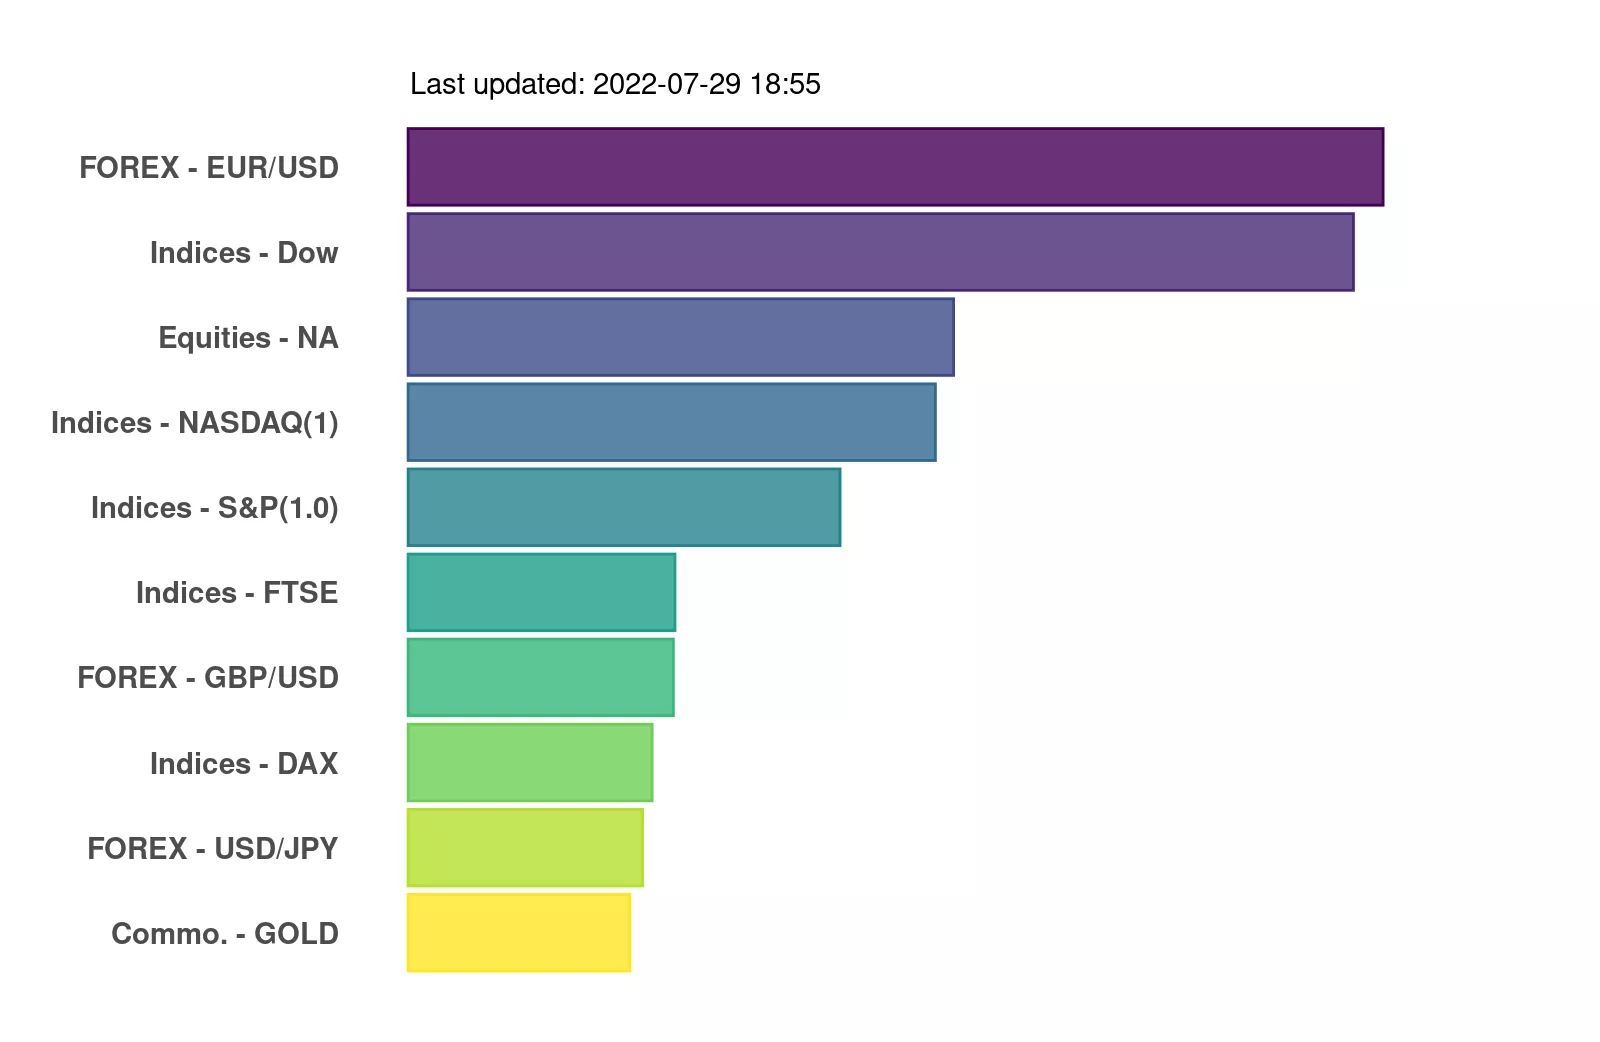 Last updated: 2022-07-29 18:55
FOREX - EUR/USD
Indices - Dow
Equities - NA
Indices - NASDAQ(1)
Indices - S&P(1.0)
Indices - FTSE
FOREX - GBP/USD
Indices - DAX
FOREX - USD/JPY
Commo. - GOLD